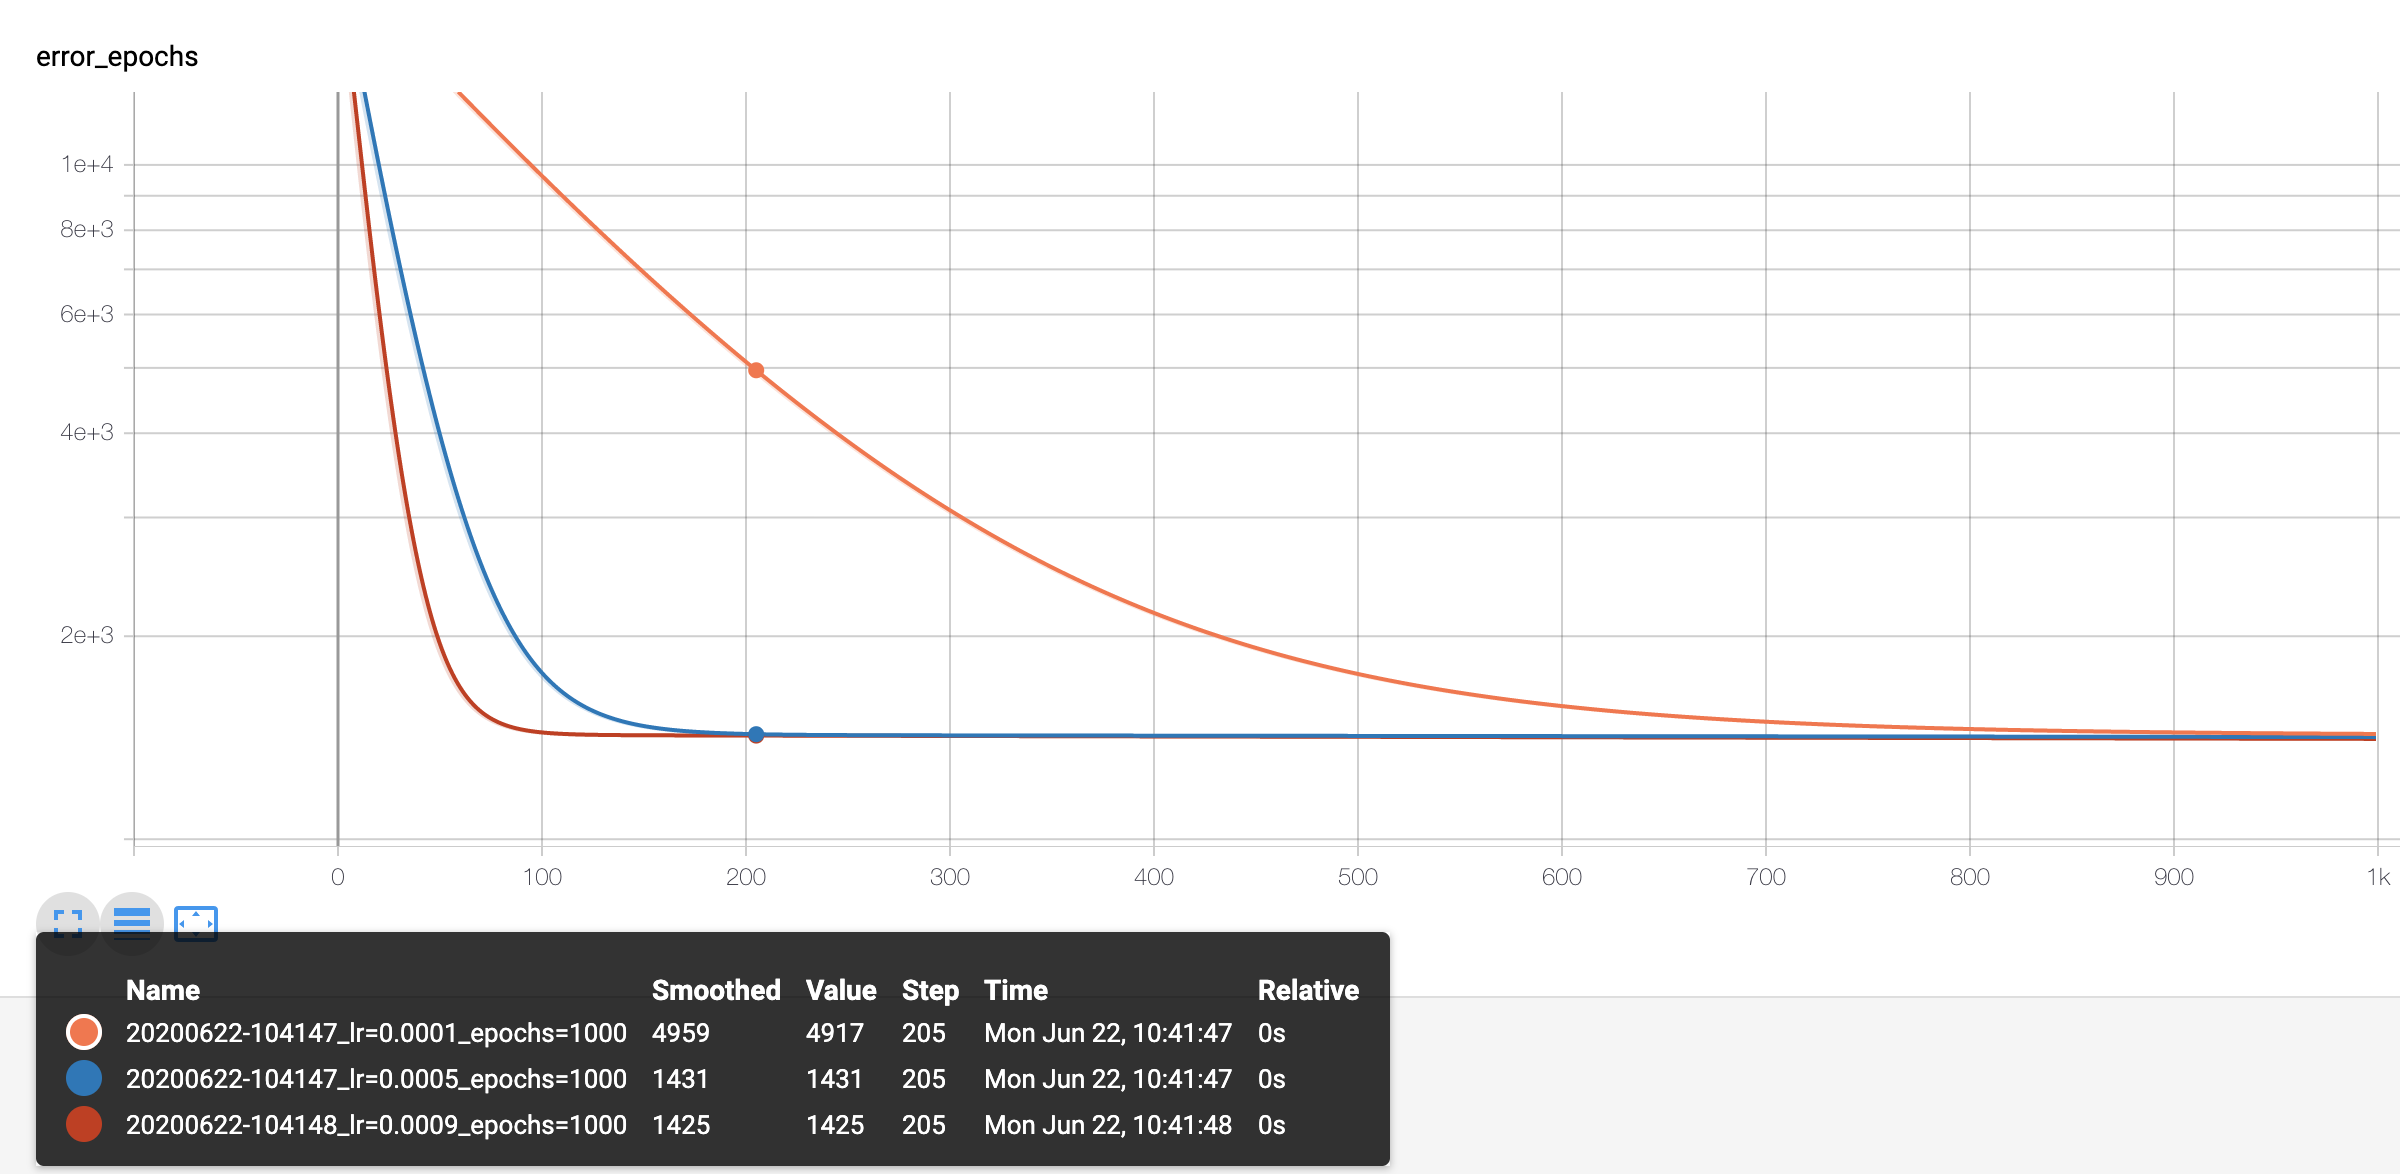 error_epochs
1e+4
8e+3
6e+3
4e+3
2e+3
0 100 200 300 400 500 600 700 800 900 1k
Name Smoothed Value Step Time Relative
20200622-104147_lr=0.0001_epochs=1000 4959 4917 205 Mon Jun 22, 10:41:47 0s
20200622-104147_lr=0.0005_epochs=1000 1431 1431 205 Mon Jun 22, 10:41:47 0s
20200622-104148_lr=0.0009_epochs=1000 1425 1425 205 Mon Jun 22, 10:41:48 0s